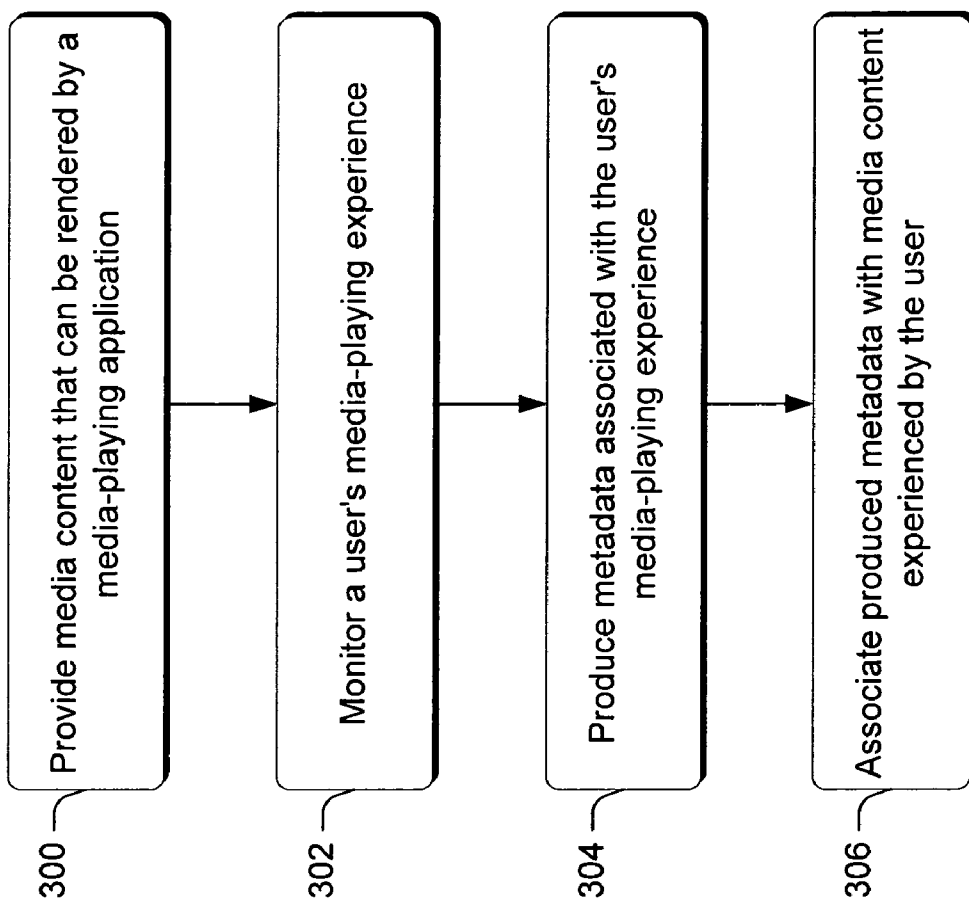 300
Provide media content that can be rendered by a
media-playing application
302
Monitor a user's media-playing experience
304
Produce metadata associated with the user's
media-playing experience
306
Associate produced metadata with media content
experienced by the user